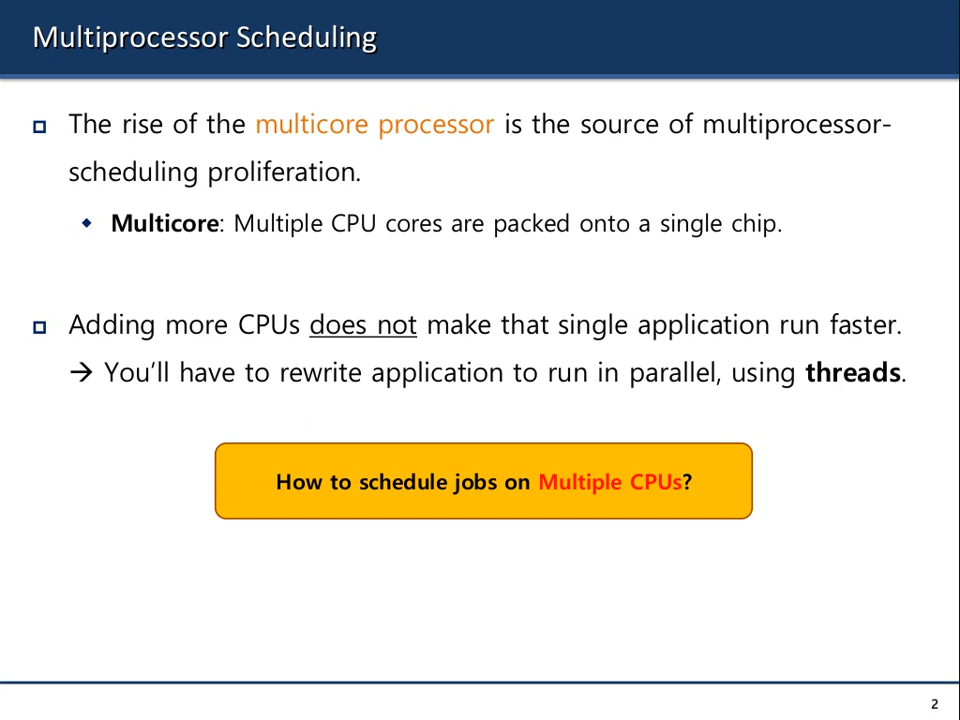 Multiprocessor Scheduling
The rise of the multicore processor is the source of multiprocessor-
scheduling proliferation.
Multicore: Multiple CPU cores are packed onto a single chip.
Adding more CPUs does not make that single application run faster.
→ You’ll have to rewrite application to run in parallel, using threads.
How to schedule jobs on Multiple CPUs?
2